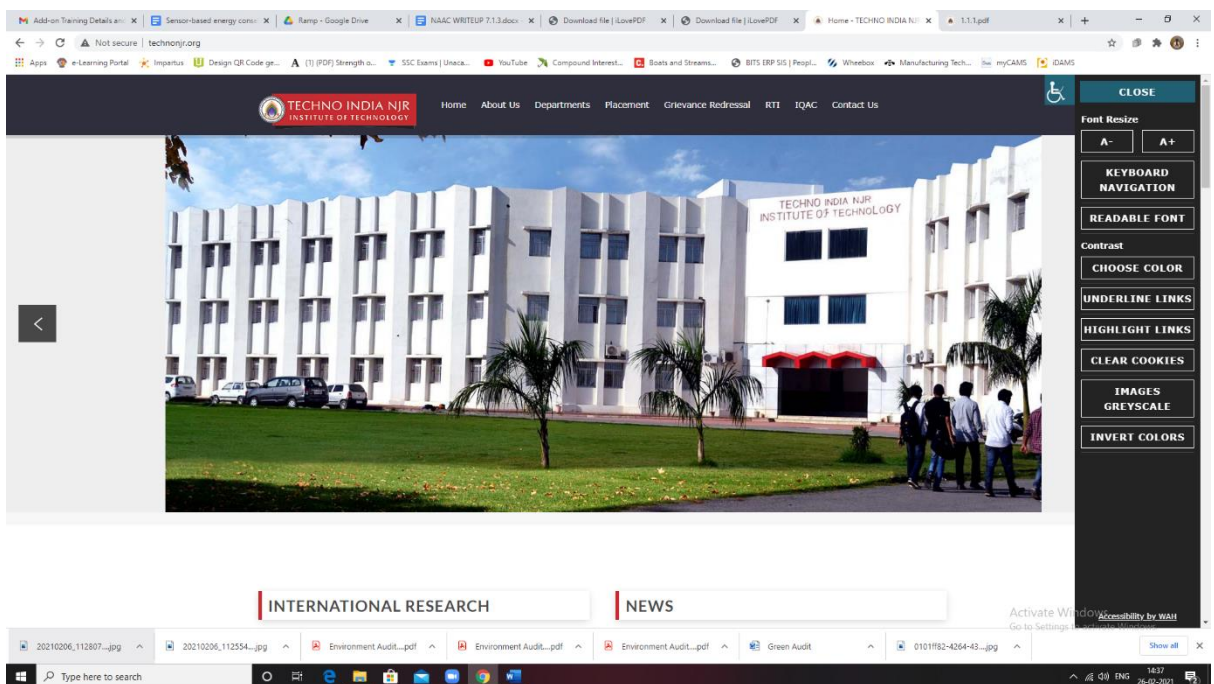 Add-on Training Details and
Sensor-based energy conse
Ramp - Google Drive
NAAC WRITEUP 7.1.3.docx -
Download file | iLovePDF
Download file | iLovePDF
Home - TECHNO INDIA NJR
1.1.1.pdf
Not secure | technonjr.org
Apps
e-Learning Portal
Impartus
Design QR Code ge...
(1) (PDF) Strength o...
SSC Exams | Unaca...
YouTube
Compound Interest...
Boats and Streams...
BITS ERP SIS | Peopl...
Wheebox
Manufacturing Tech...
myCAMS
iDAMS
TECHNO INDIA NJR
INSTITUTE OF TECHNOLOGY
Home About Us Departments Placement Grievance Redressal RTI IQAC Contact Us
CLOSE
Font Resize
A- A+
KEYBOARD
NAVIGATION
READABLE FONT
Contrast
CHOOSE COLOR
UNDERLINE LINKS
HIGHLIGHT LINKS
CLEAR COOKIES
IMAGES
GREYSCALE
INVERT COLORS
TECHNO INDIA NJR
INSTITUTE OF TECHNOLOGY
INTERNATIONAL RESEARCH
NEWS
Activate Windows
Go to Settings to activate Windows.
Accessibility by WAH
20210206_112807....jpg
20210206_112554....jpg
Environment Audit....pdf
Environment Audit....pdf
Environment Audit....pdf
Green Audit
0101ff82-4264-43....jpg
Show all
Type here to search
ENG
14:37
26-02-2021